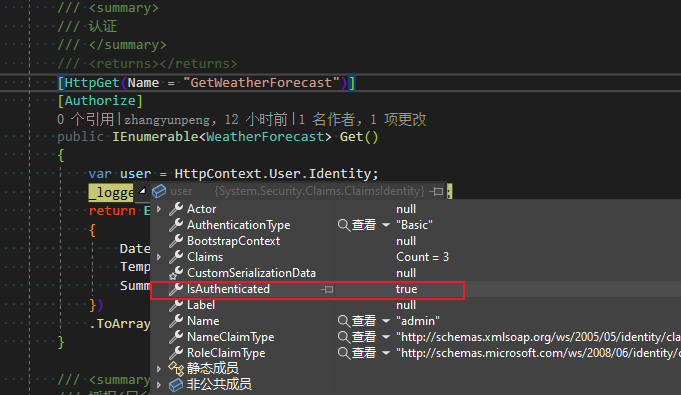 /// <summary>
/// 认证
/// </summary>
/// <returns></returns>
[HttpGet(Name = "GetWeatherForecast")]
[Authorize]
0 个引用|zhangyunpeng，12 小时前|1 名作者，1 项更改
public IEnumerable<WeatherForecast> Get()
{
var user = HttpContext.User.Identity;
_logge user {System.Security.Claims.ClaimsIdentity} ;
return E
{
Date
Temp
Summ
})
.ToArray
}
/// <summary
Actor null
AuthenticationType 查看 "Basic"
BootstrapContext null
Claims Count = 3
CustomSerializationData null
IsAuthenticated true
Label null
Name 查看 "admin"
NameClaimType 查看 "http://schemas.xmlsoap.org/ws/2005/05/identity/cla
RoleClaimType 查看 "http://schemas.microsoft.com/ws/2008/06/identity/c
静态成员
非公共成员